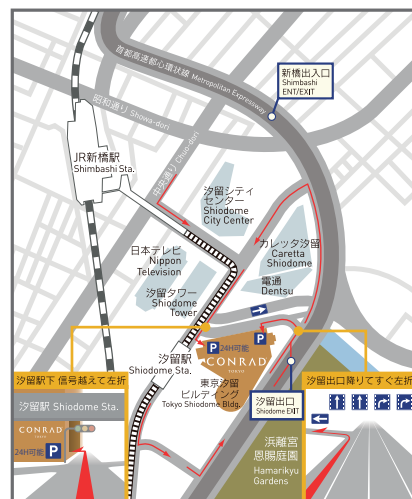 首都高速都心環状線 Metropolitan Expressway
新橋出入口
Shimbashi
ENT/EXIT
昭和通り Showa-dori
中央通り Chuo-dori
JR新橋駅
Shimbashi Sta.
汐留シティ
センター
Shiodome
City Center
日本テレビ
Nippon
Television
カレッタ汐留
Caretta
Shiodome
電通
Dentsu
汐留タワー
Shiodome
Tower
P 24H可能
P
CONRAD
TOKYO
汐留駅
Shiodome Sta.
東京汐留
ビルディング
Tokyo Shiodome Bldg.
汐留出口
Shiodome EXIT
浜離宮
恩賜庭園
Hamarikyu
Gardens
汐留駅下 信号越えて左折
汐留駅 Shiodome Sta.
CONRAD
TOKYO
24H可能 P
汐留出口降りてすぐ左折